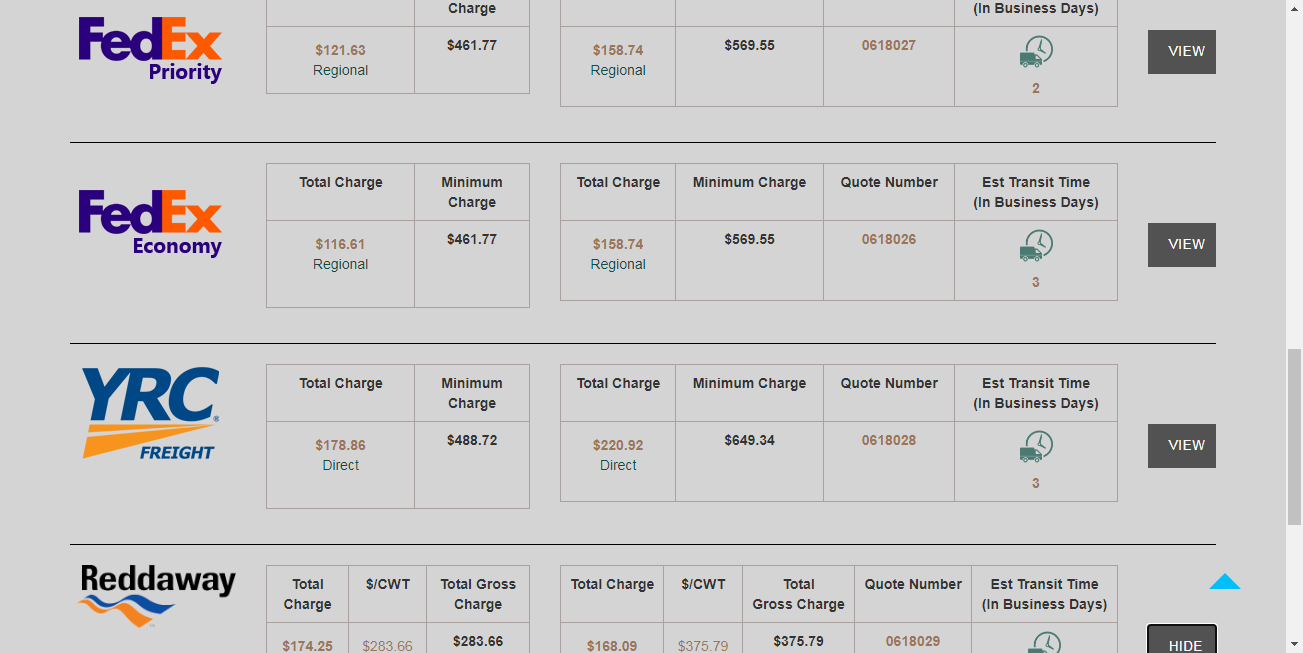 Charge
(In Business Days)
FedEx
Priority
$121.63
Regional
$461.77
$158.74
Regional
$569.55
0618027
2
VIEW
FedEx
Economy
Total Charge
Minimum
Charge
$116.61
Regional
$461.77
Total Charge
Minimum Charge
Quote Number
Est Transit Time
(In Business Days)
$158.74
Regional
$569.55
0618026
3
VIEW
YRC®
FREIGHT
Total Charge
Minimum
Charge
$178.86
Direct
$488.72
Total Charge
Minimum Charge
Quote Number
Est Transit Time
(In Business Days)
$220.92
Direct
$649.34
0618028
3
VIEW
Reddaway
Total
Charge
$/CWT
Total Gross
Charge
$174.25
$283.66
$283.66
Total Charge
$/CWT
Total
Gross Charge
Quote Number
Est Transit Time
(In Business Days)
$168.09
$375.79
$375.79
0618029
HIDE